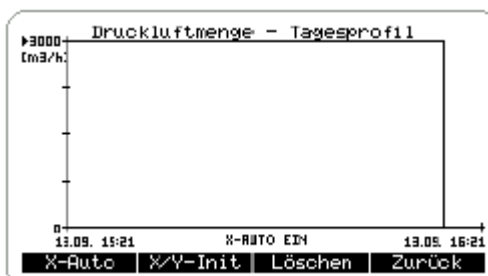 Druckluftmenge - Tagesprofil
▶3000
[m3/h]
0
13.09. 15:21 X-AUTO EIN 13.09. 16:21
X-Auto X/Y-Init Löschen Zurück